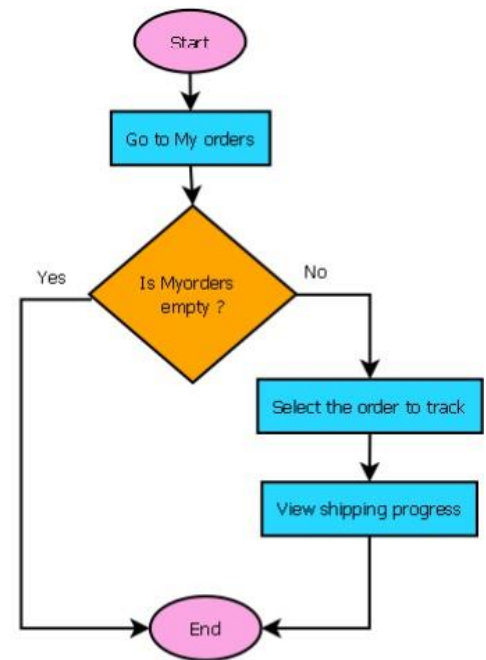 Start
Go to My orders
Yes
No
Is Myorders
empty ?
Select the order to track
View shipping progress
End